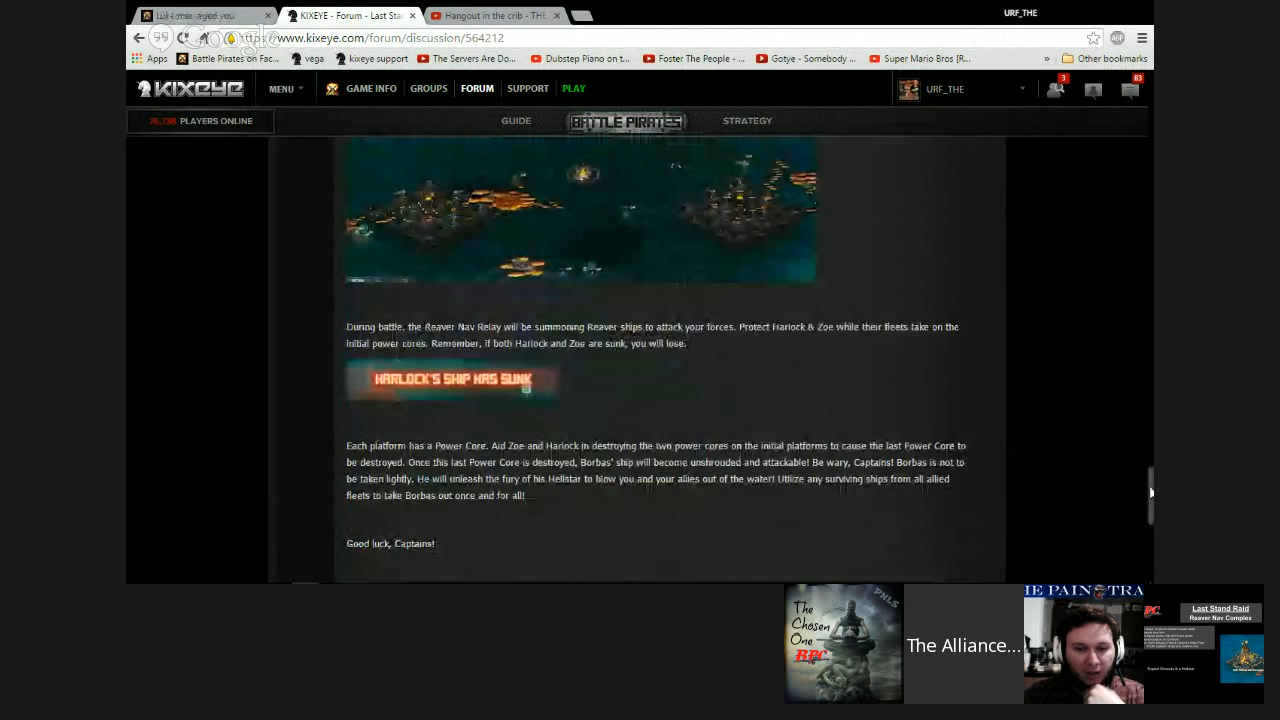 URF_THE
KIXEYE - Forum - Last Sta
Hangout in the crib - THE
www.kixeye.com/forum/discussion/564212
Google
Apps Battle Pirates on Fac... vega kixeye support The Servers Are Do... Dubstep Piano on t... Foster The People - ... Gotye - Somebody ... Super Mario Bros [R... » Other bookmarks
KIXEYE MENU GAME INFO GROUPS FORUM SUPPORT PLAY URF_THE 3 83
76,738 PLAYERS ONLINE GUIDE BATTLE PIRATES STRATEGY
During battle, the Reaver Nav Relay will be summoning Reaver ships to attack your forces. Protect Harlock & Zoe while their fleets take on the
initial power cores. Remember, if both Harlock and Zoe are sunk, you will lose.
HARLOCK'S SHIP HAS SUNK
Each platform has a Power Core. Aid Zoe and Harlock in destroying the two power cores on the initial platforms to cause the last Power Core to
be destroyed. Once this last Power Core is destroyed, Borbas' ship will become unshrouded and attackable! Be wary, Captains! Borbas is not to
be taken lightly. He will unleash the fury of his Hellstar to blow you and your allies out of the water! Utilize any surviving ships from all allied
fleets to take Borbas out once and for all!
Good luck, Captains!
PNLS
The
Chosen
One
BPC
The Alliance...
HE PAIN TRA
Last Stand Raid
Reaver Nav Complex